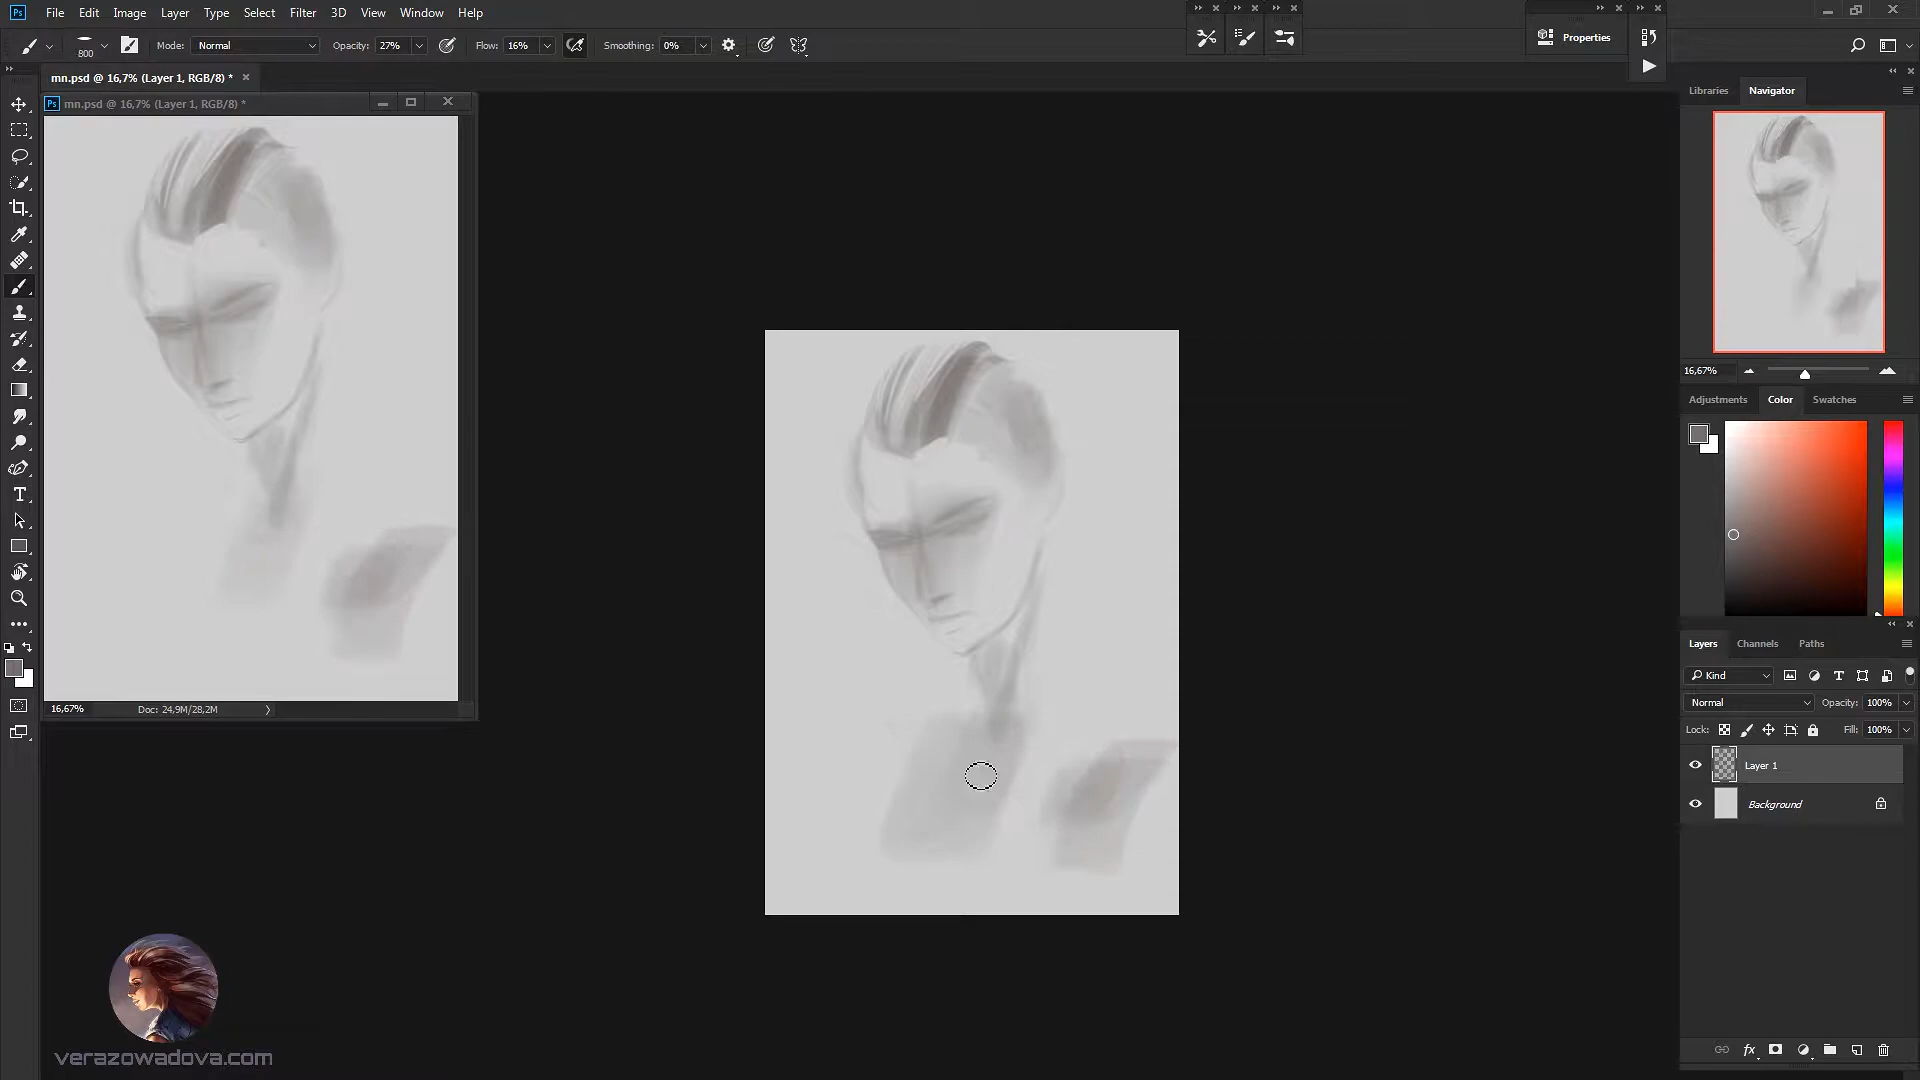 Ps File Edit Image Layer Type Select Filter 3D View Window Help
800 Mode: Normal Opacity: 27% Flow: 16% Smoothing: 0%
Properties
mn.psd @ 16,7% (Layer 1, RGB/8) *
Ps mn.psd @ 16,7% (Layer 1, RGB/8) *
16,67% Doc: 24,9M/28,2M
Libraries Navigator
16,67%
Adjustments Color Swatches
Layers Channels Paths
Kind
Normal Opacity: 100%
Lock: Fill: 100%
Layer 1
Background
fx
verazowadova.com